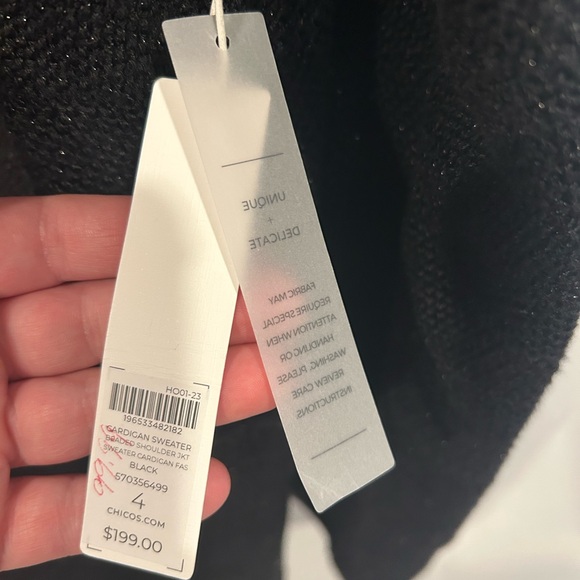 UNIQUE
+
DELICATE
FABRIC MAY
REQUIRE SPECIAL
ATTENTION WHEN
HANDLING OR
WASHING. PLEASE
REVIEW CARE
INSTRUCTIONS
HO01-23
196533482182
CARDIGAN SWEATER
BEADED SHOULDER JKT
SWEATER CARDIGAN FAS
BLACK
570356499
4
CHICOS.COM
$199.00